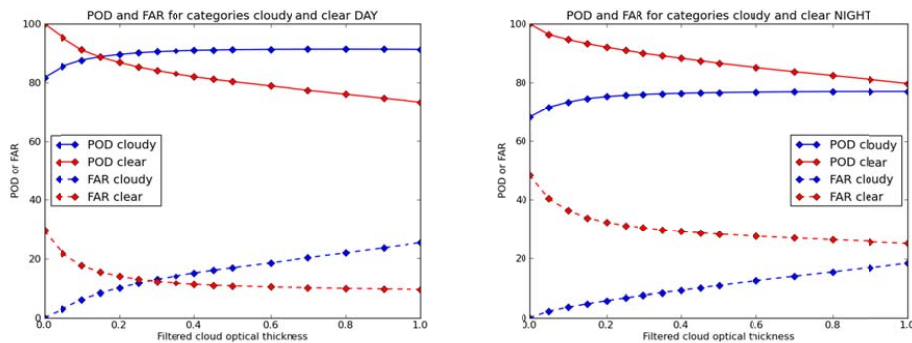 POD and FAR for categories cloudy and clear DAY
100
80
60
40
20
0
POD or FAR
POD cloudy
POD clear
FAR cloudy
FAR clear
0.0 0.2 0.4 0.6 0.8 1.0
Filtered cloud optical thickness
POD and FAR for categories cloudy and clear NIGHT
100
80
60
40
20
0
POD or FAR
POD cloudy
POD clear
FAR cloudy
FAR clear
0.0 0.2 0.4 0.6 0.8 1.0
Filtered cloud optical thickness